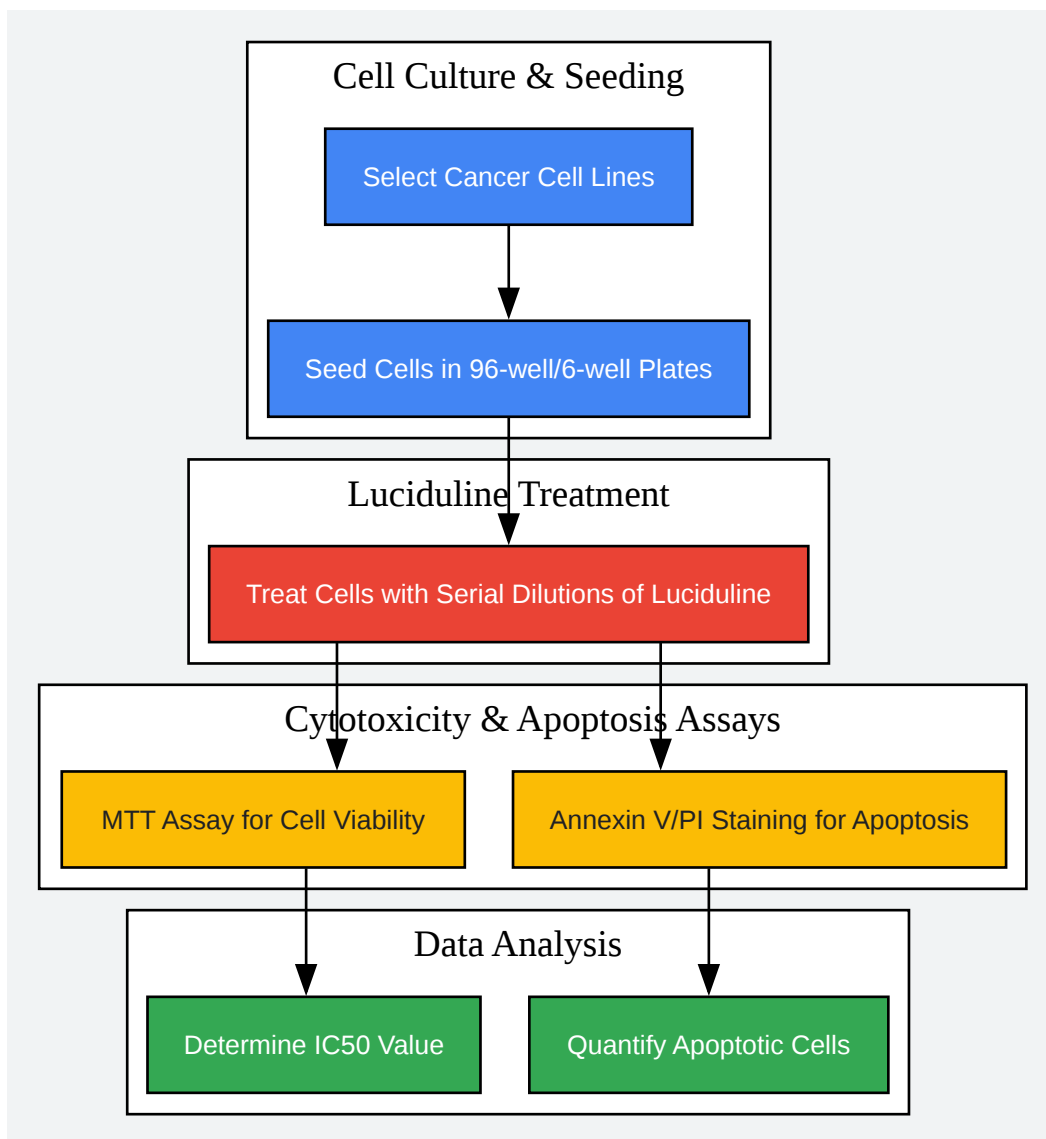 Cell Culture & Seeding
Select Cancer Cell Lines
Seed Cells in 96-well/6-well Plates
Luciduline Treatment
Treat Cells with Serial Dilutions of Luciduline
Cytotoxicity & Apoptosis Assays
MTT Assay for Cell Viability
Annexin V/PI Staining for Apoptosis
Data Analysis
Determine IC50 Value
Quantify Apoptotic Cells